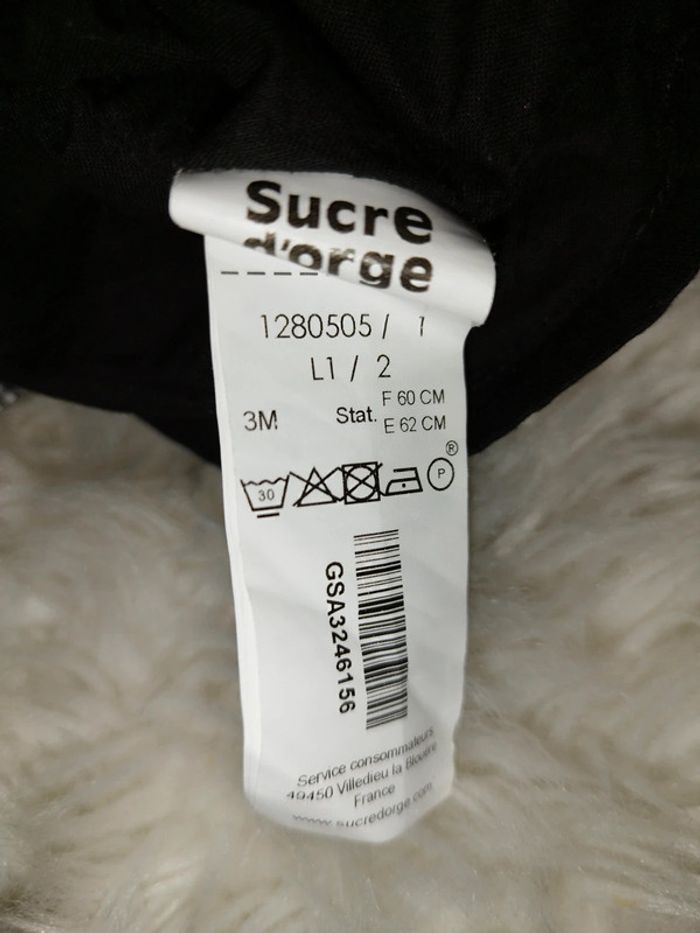 Sucre
d'orge
1280505 / 1
L1 / 2
3M Stat. F 60 CM
E 62 CM
30 P ®
GSA3246156
Service consommateurs
49450 Villedieu la Blouère
France
www.sucredorge.com